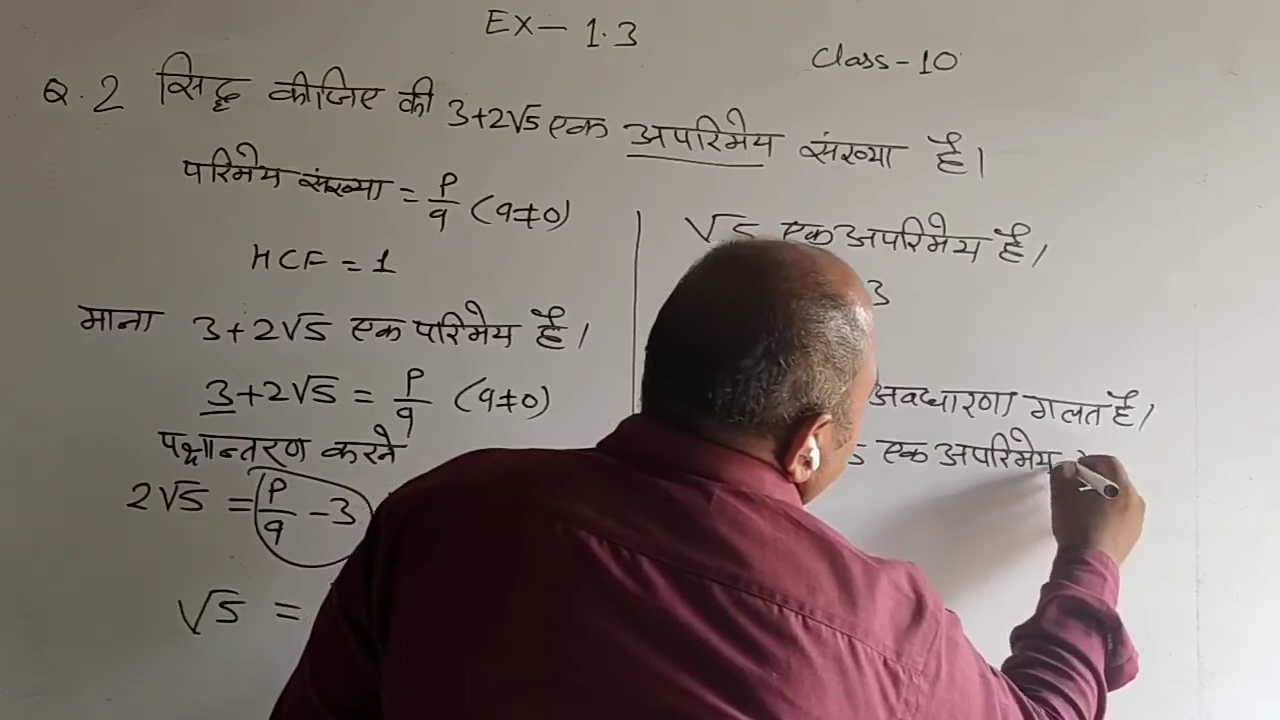 EX - 1.3
Class - 10
Q.2 सिद्ध कीजिए की 3+2√5 एक अपरिमेय संख्या है।
परिमेय संख्या = p/q (q≠0)
HCF = 1
माना 3+2√5 एक परिमेय है।
3+2√5 = p/q (q≠0)
पक्षान्तरण करने
2√5 = p/q - 3
√5 =
√5 एक अपरिमेय है।
3
अवधारणा गलत है।
5 एक अपरिमेय